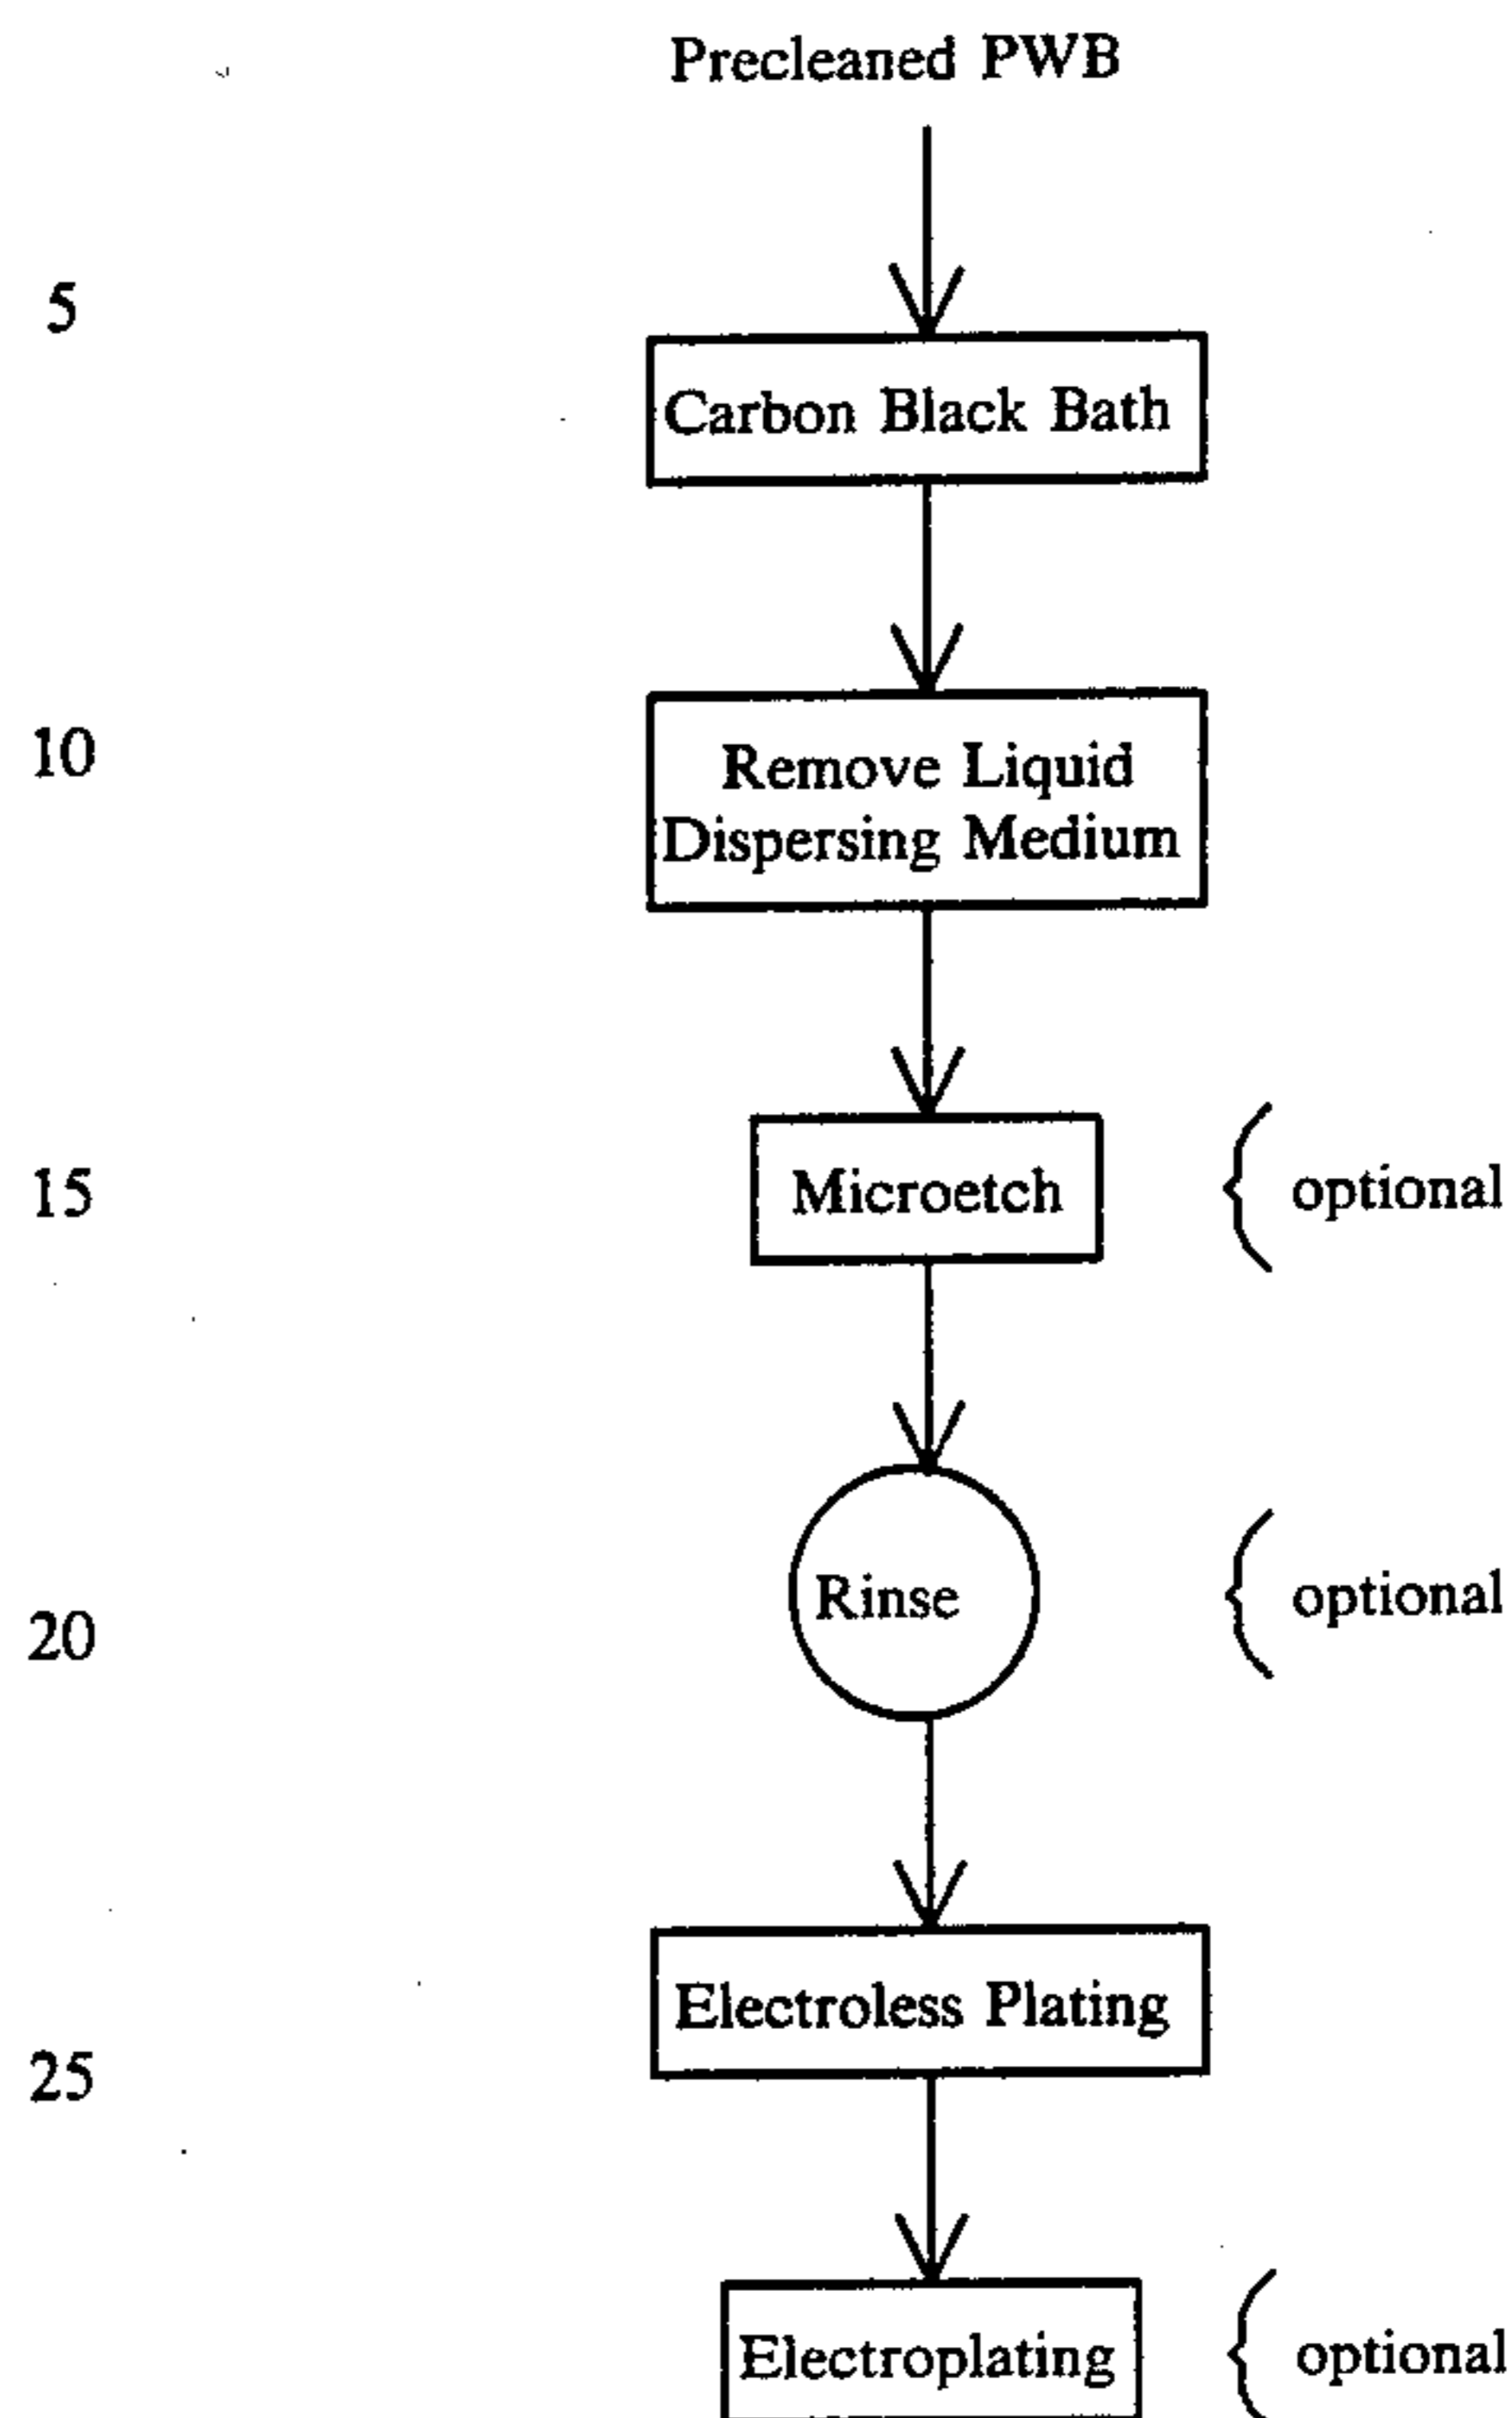 Precleaned PWB
5
Carbon Black Bath
10
Remove Liquid
Dispersing Medium
15
Microetch
optional
Rinse
optional
20
Electroless Plating
25
Electroplating
optional